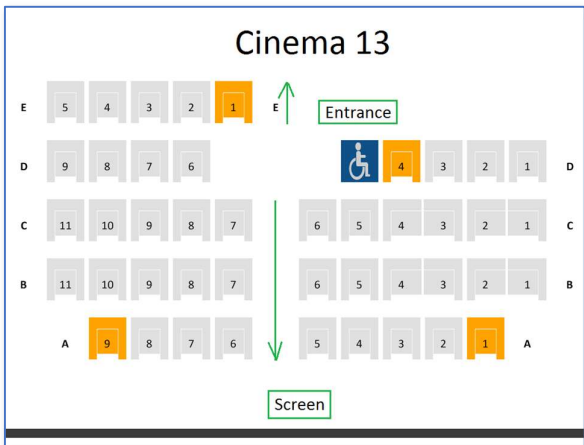 Cinema 13
E 5 4 3 2 1 E Entrance
D 9 8 7 6 4 3 2 1 D
C 11 10 9 8 7 6 5 4 3 2 1 C
B 11 10 9 8 7 6 5 4 3 2 1 B
A 9 8 7 6 5 4 3 2 1 A
Screen